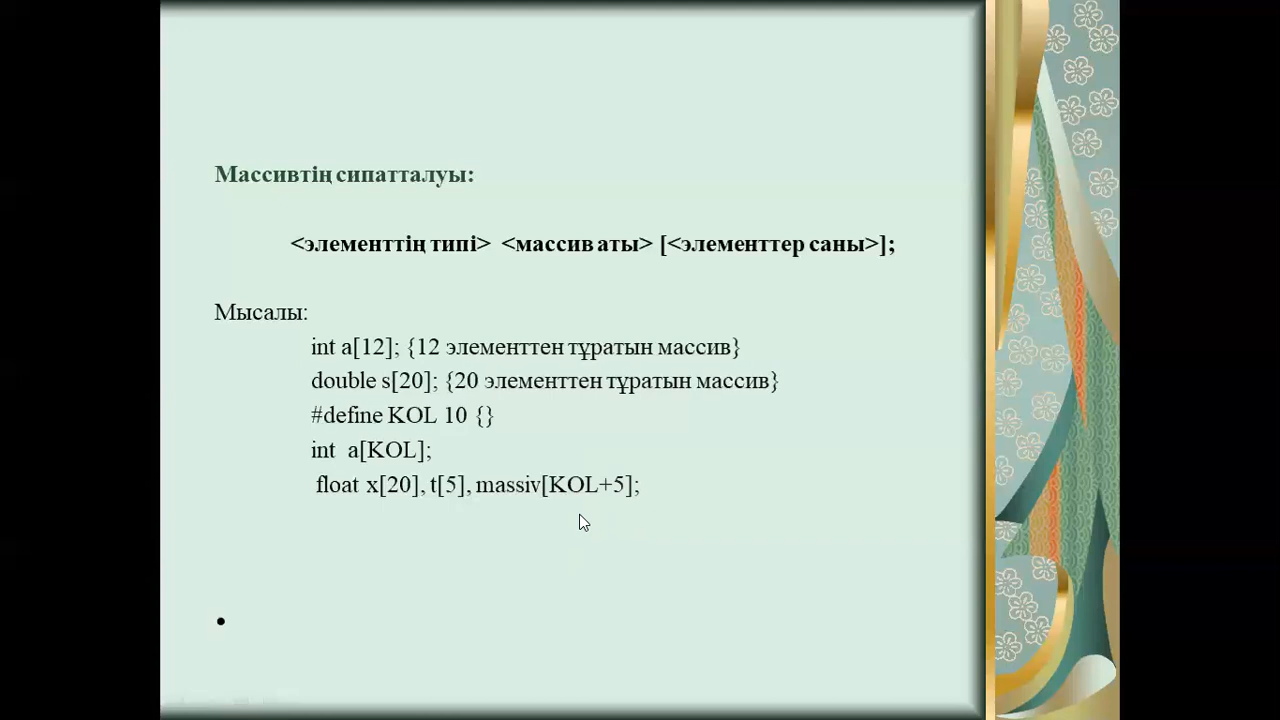 Массивтің сипатталуы:
<элементтің типі> <массив аты> [<элементтер саны>];
Мысалы:
int a[12]; {12 элементтен тұратын массив}
double s[20]; {20 элементтен тұратын массив}
#define KOL 10 {}
int a[KOL];
float x[20], t[5], massiv[KOL+5];